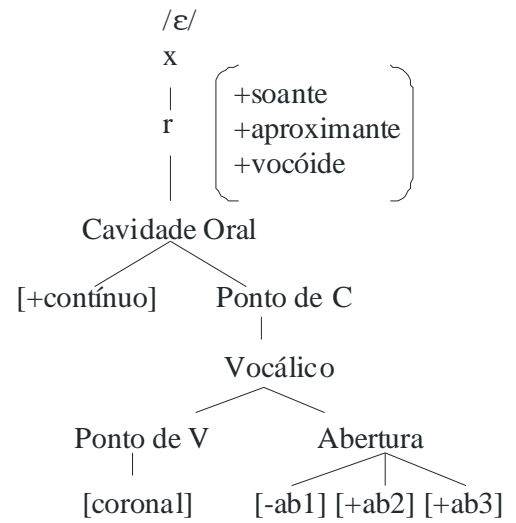 /ɛ/
x
+soante
r
+aproximante
+vocóide
Cavidade Oral
[+contínuo] Ponto de C
Vocálico
Ponto de V Abertura
[coronal] [-ab1] [+ab2] [+ab3]